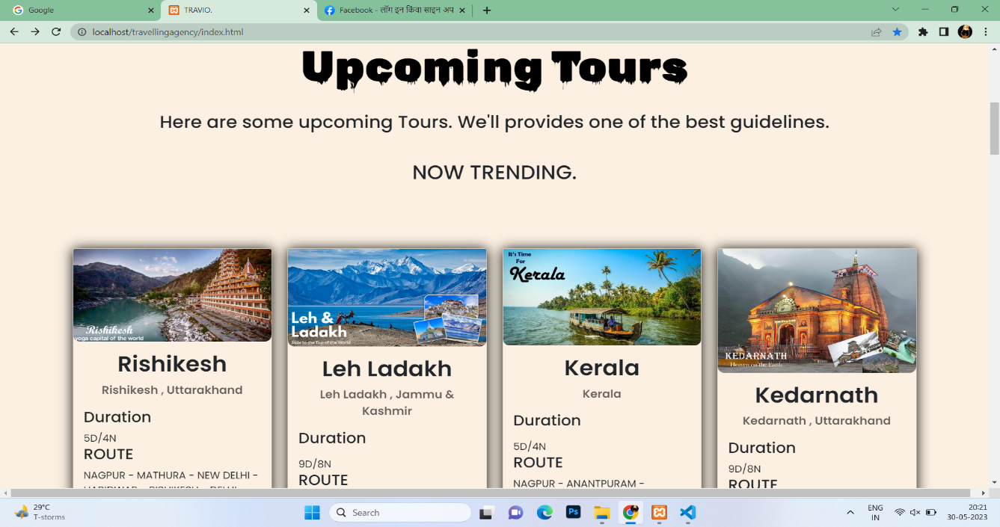 Google
TRAVIO.
Facebook - लॉग इन किंवा साइन अप
localhost/travellingagency/index.html
Upcoming Tours
Here are some upcoming Tours. We'll provides one of the best guidelines.
NOW TRENDING.
Rishikesh
yoga capital of the world
Rishikesh
Rishikesh , Uttarakhand
Duration
5D/4N
ROUTE
NAGPUR - MATHURA - NEW DELHI -
HARIDWAR - RISHIKESH - DELHI
Leh &
Ladakh
Ride to the Top of the World
Leh Ladakh
Leh Ladakh , Jammu &
Kashmir
Duration
9D/8N
ROUTE
It's Time
For
Kerala
Kerala
Kerala
Duration
5D/4N
ROUTE
NAGPUR - ANANTPURAM -
KEDARNATH
Heaven on the Earth
Kedarnath
Kedarnath , Uttarakhand
Duration
9D/8N
ROUTE
29°C
T-storms
Search
Ps
ENG
IN
20:21
30-05-2023